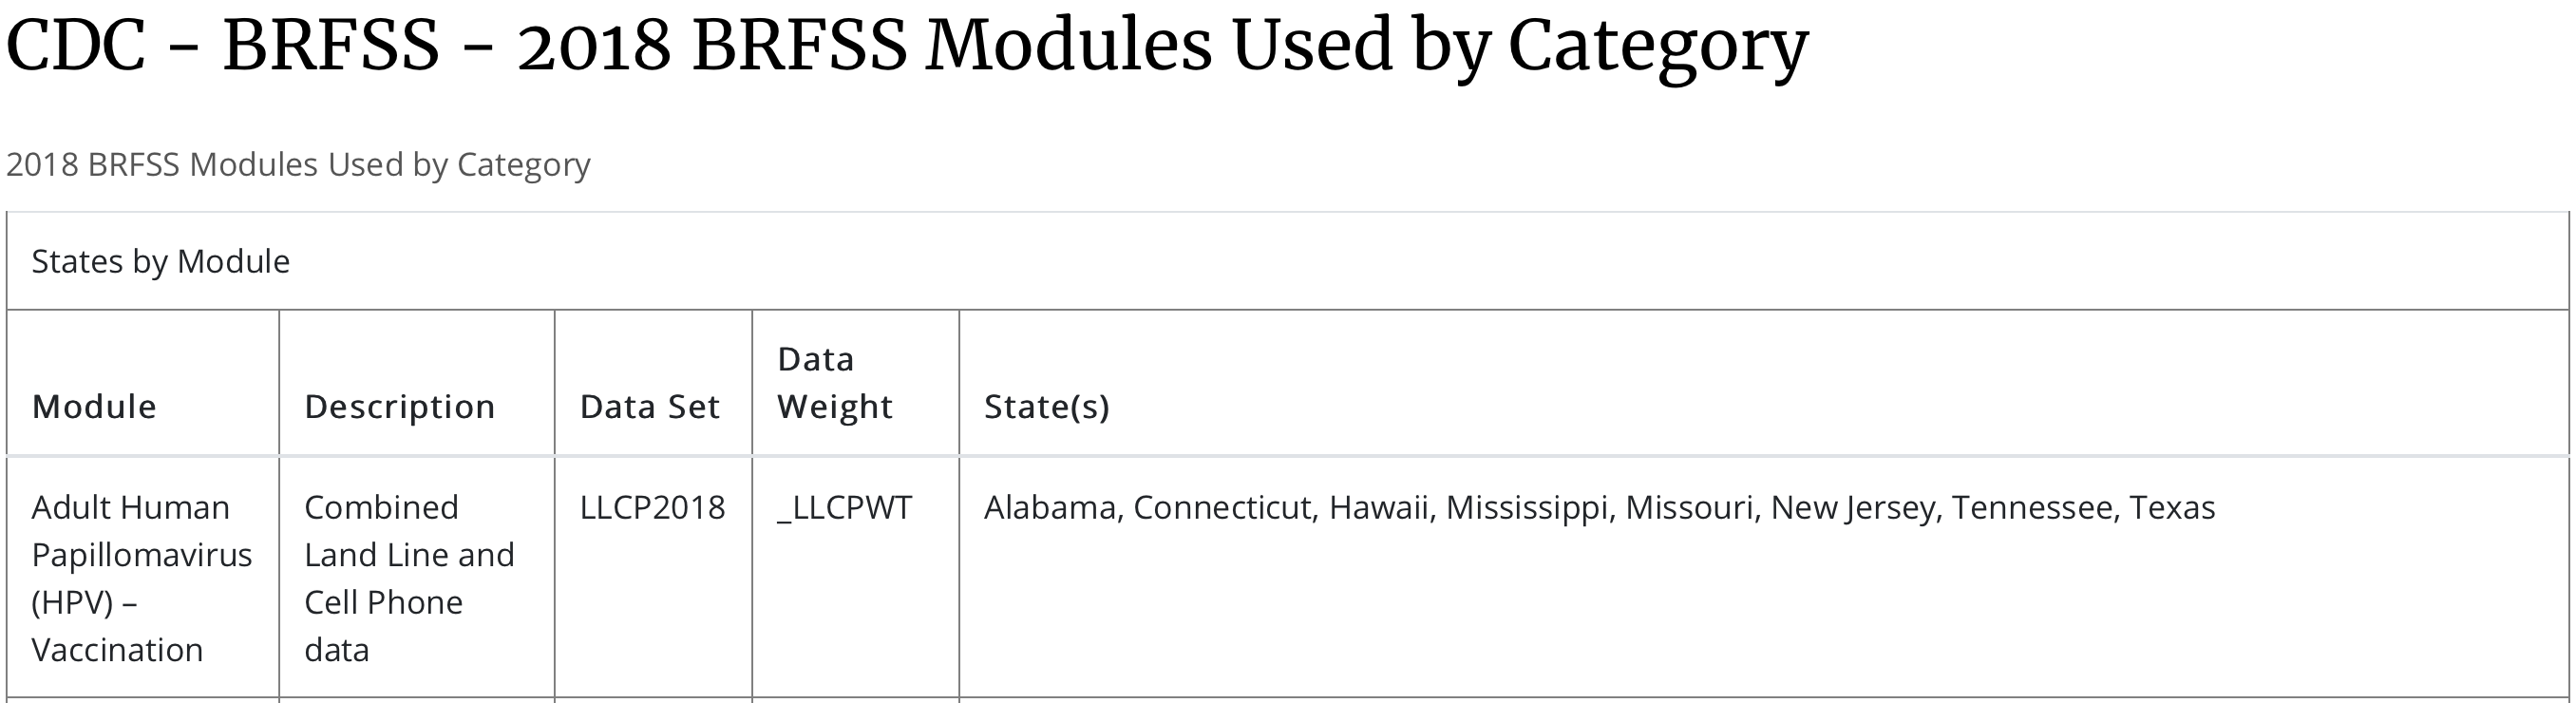 CDC - BRFSS - 2018 BRFSS Modules Used by Category
2018 BRFSS Modules Used by Category
States by Module
Module
Description
Data Set
Data
Weight
State(s)
Adult Human
Papillomavirus
(HPV) –
Vaccination
Combined
Land Line and
Cell Phone
data
LLCP2018
_LLCPWT
Alabama, Connecticut, Hawaii, Mississippi, Missouri, New Jersey, Tennessee, Texas